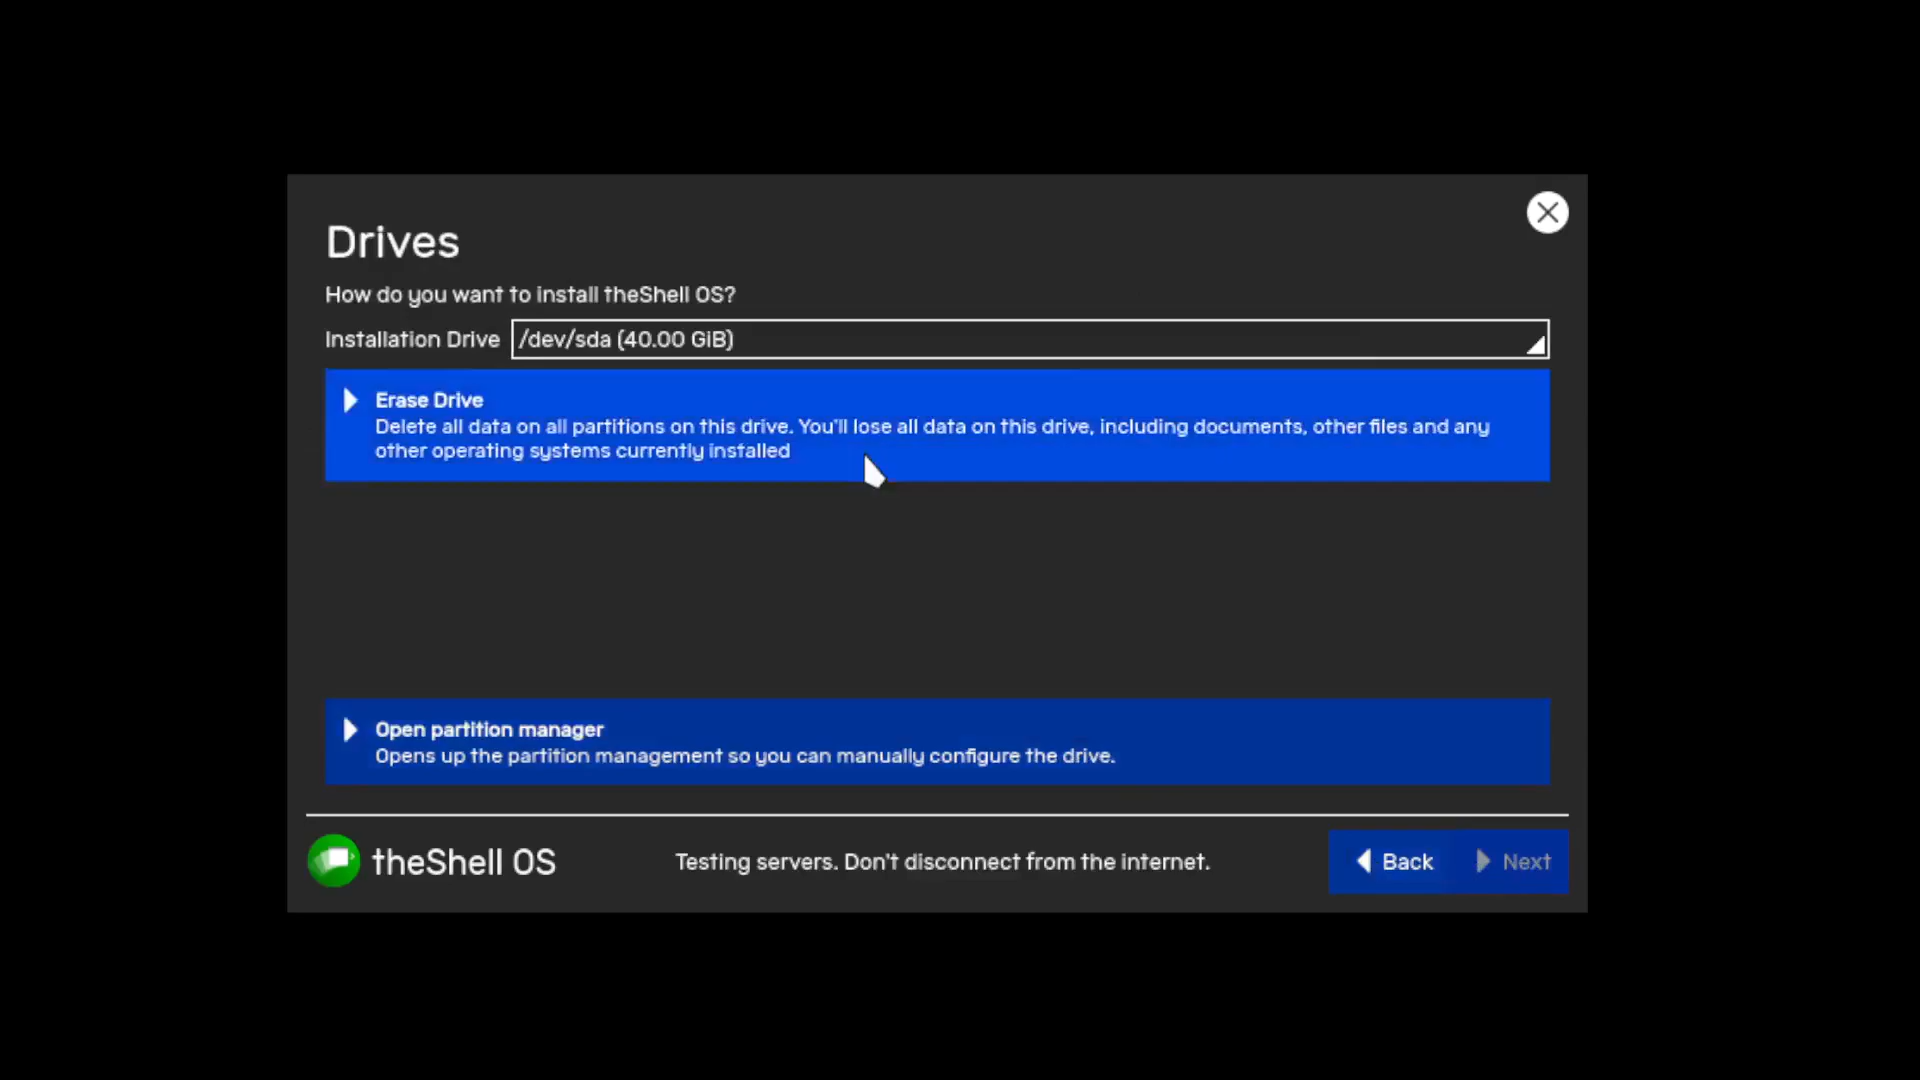 Drives
How do you want to install theShell OS?
Installation Drive /dev/sda (40.00 GiB)
Erase Drive
Delete all data on all partitions on this drive. You'll lose all data on this drive, including documents, other files and any
other operating systems currently installed
Open partition manager
Opens up the partition management so you can manually configure the drive.
theShell OS Testing servers. Don't disconnect from the internet. Back Next